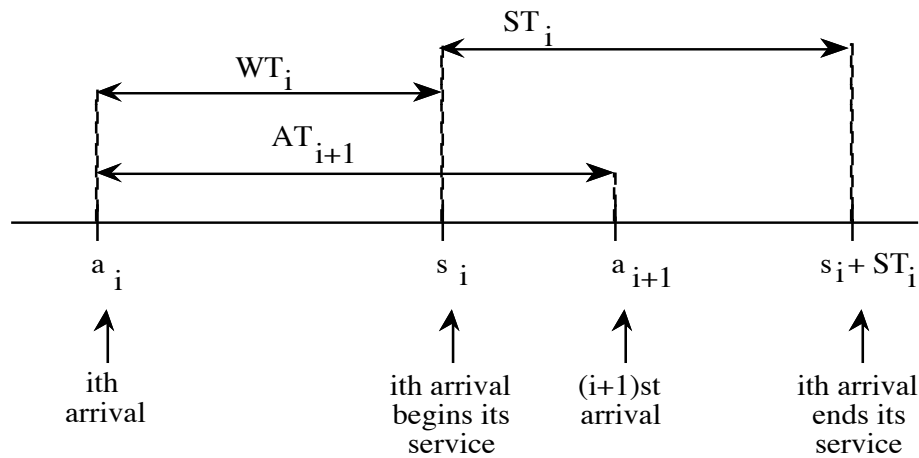 ST i
WT i
AT i+1
a i
s i
a i+1
s i + ST i
ith
arrival
ith arrival
begins its
service
(i+1)st
arrival
ith arrival
ends its
service